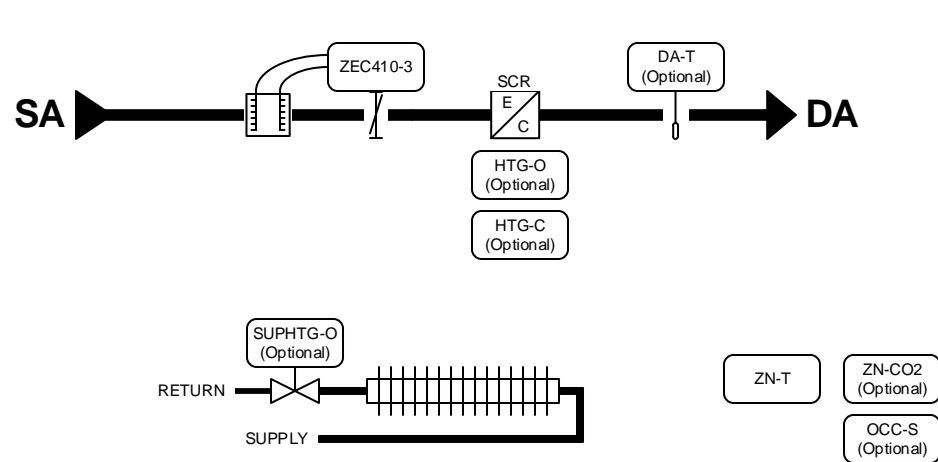 ZEC410-3
DA-T
(Optional)
SA
SCR
E
C
DA
HTG-O
(Optional)
HTG-C
(Optional)
SUPHTG-O
(Optional)
RETURN
SUPPLY
ZN-T
ZN-CO2
(Optional)
OCC-S
(Optional)